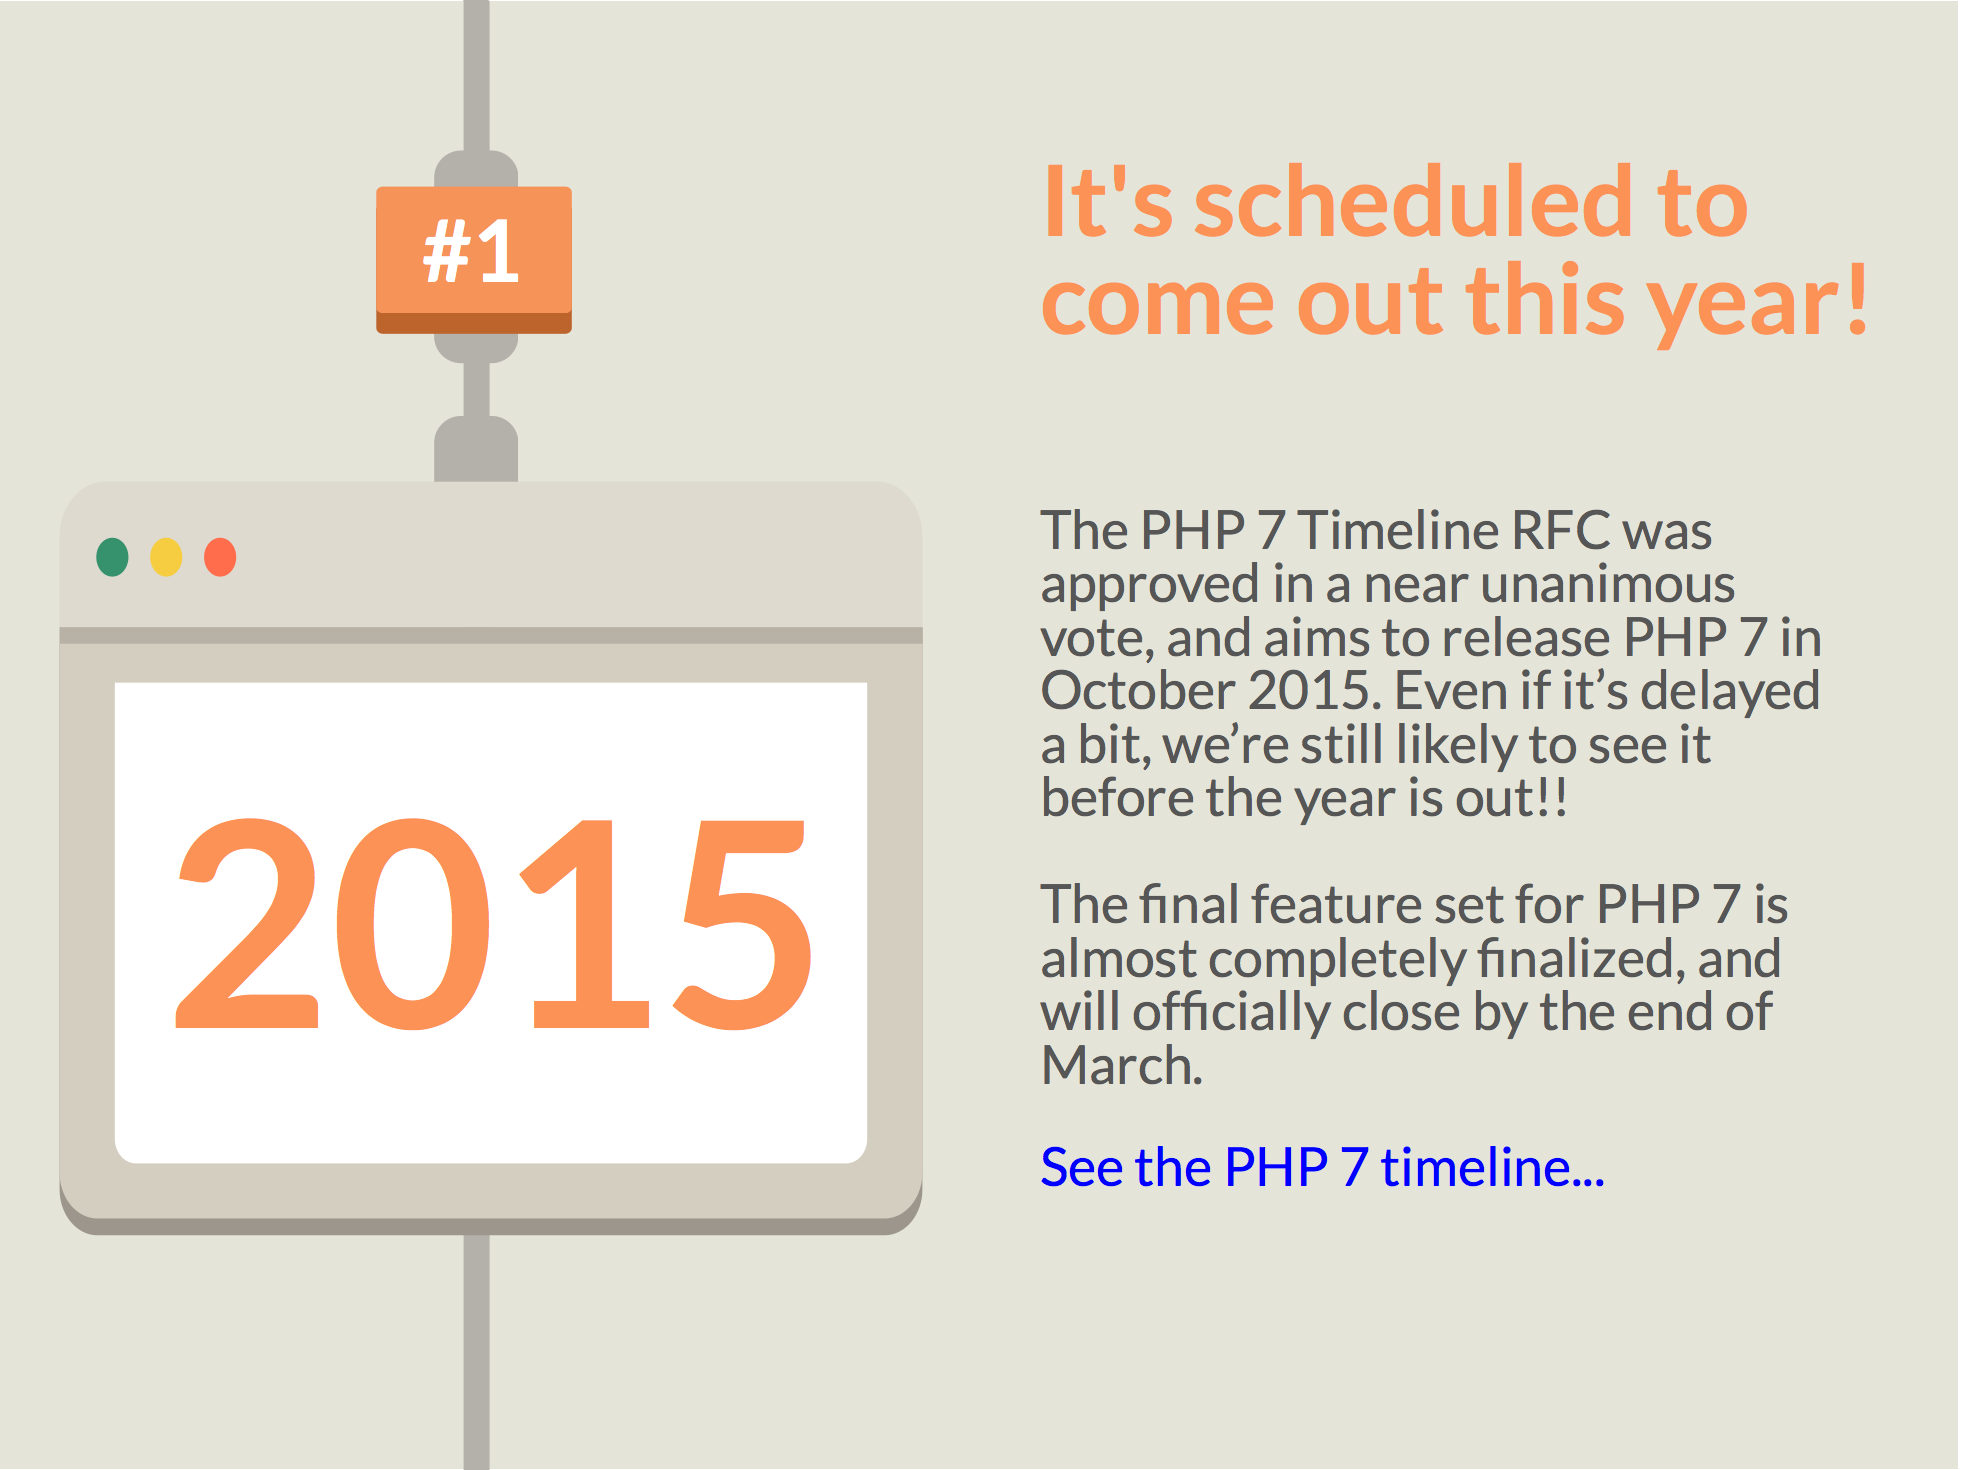 #1
2015
It's scheduled to
come out this year!
The PHP 7 Timeline RFC was
approved in a near unanimous
vote, and aims to release PHP 7 in
October 2015. Even if it’s delayed
a bit, we’re still likely to see it
before the year is out!!
The final feature set for PHP 7 is
almost completely finalized, and
will officially close by the end of
March.
See the PHP 7 timeline...